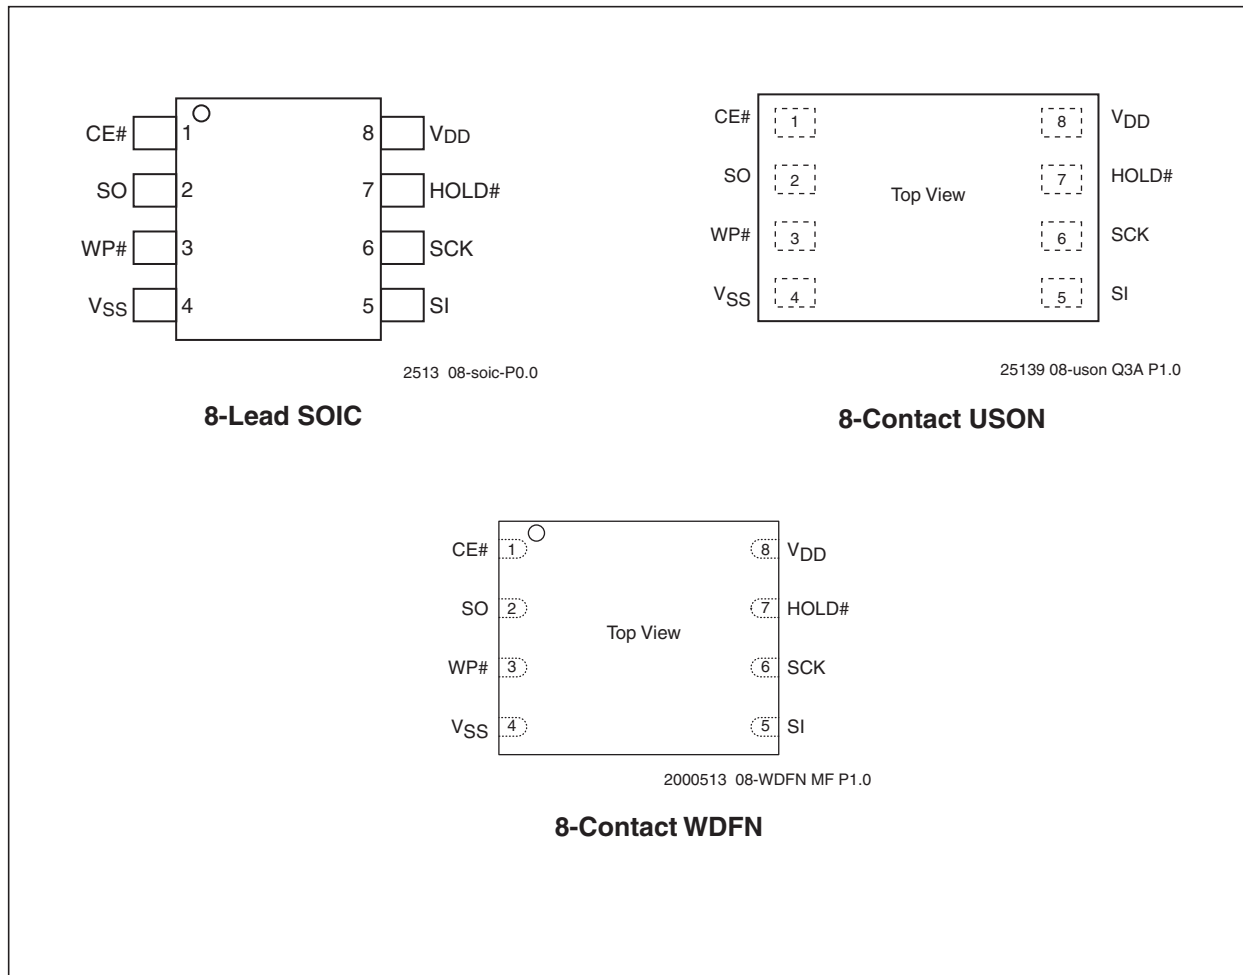 CE# 1 8 VDD
SO 2 7 HOLD#
WP# 3 6 SCK
VSS 4 5 SI
2513 08-soic-P0.0
8-Lead SOIC
CE# 1 8 VDD
SO 2 Top View 7 HOLD#
WP# 3 6 SCK
VSS 4 5 SI
25139 08-uson Q3A P1.0
8-Contact USON
CE# 1 8 VDD
SO 2 7 HOLD#
Top View
WP# 3 6 SCK
VSS 4 5 SI
2000513 08-WDFN MF P1.0
8-Contact WDFN